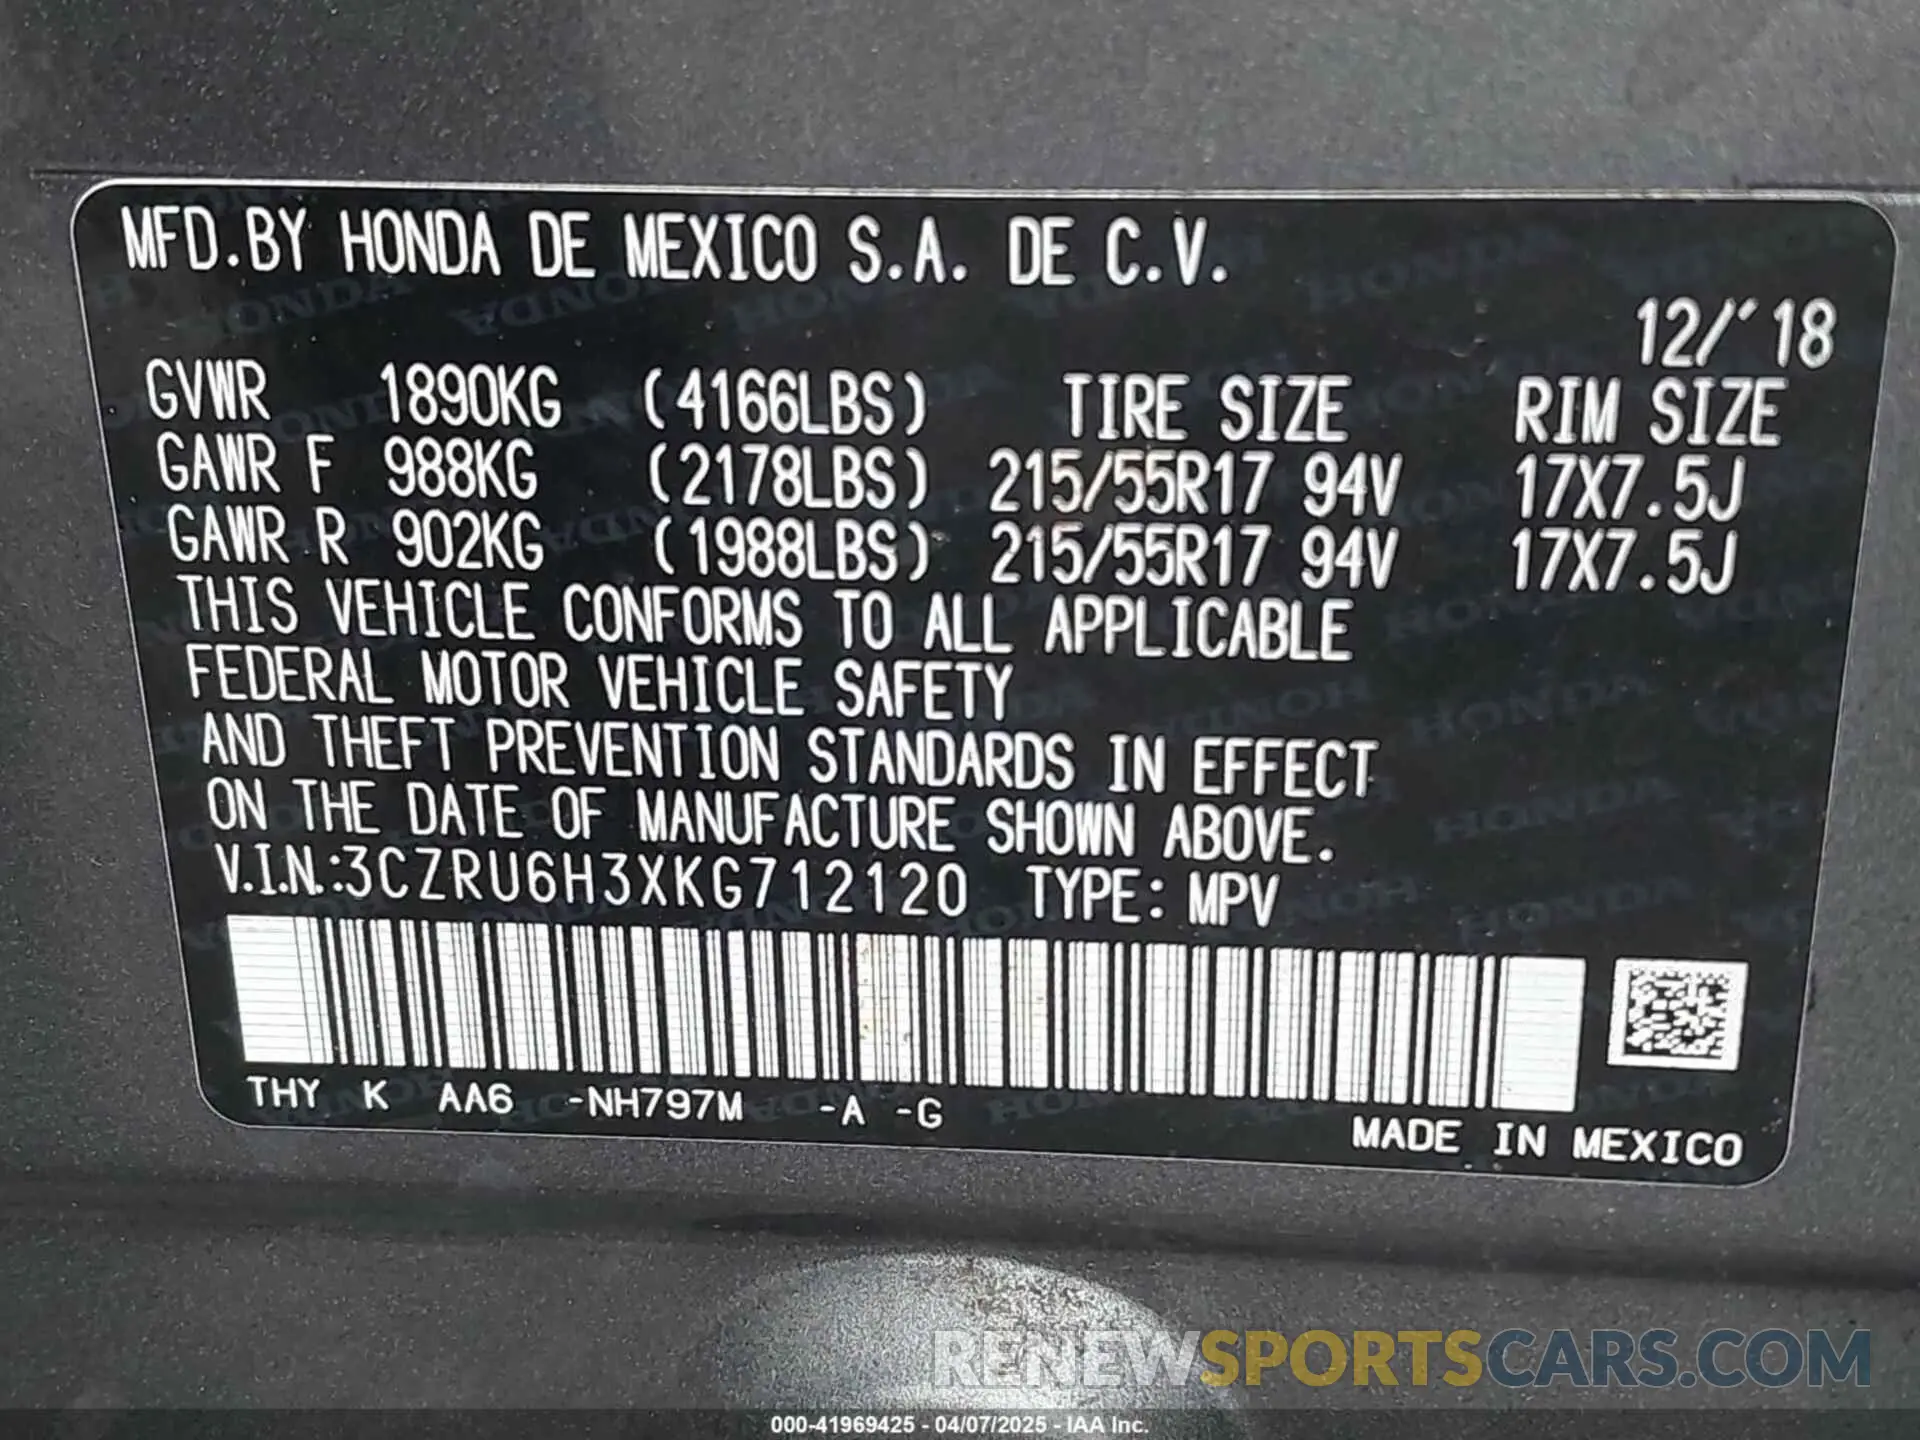 MFD.BY HONDA DE MEXICO S.A. DE C.V.
12/'18
GVWR 1890KG (4166LBS) TIRE SIZE RIM SIZE
GAWR F 988KG (2178LBS) 215/55R17 94V 17X7.5J
GAWR R 902KG (1988LBS) 215/55R17 94V 17X7.5J
THIS VEHICLE CONFORMS TO ALL APPLICABLE
FEDERAL MOTOR VEHICLE SAFETY
AND THEFT PREVENTION STANDARDS IN EFFECT
ON THE DATE OF MANUFACTURE SHOWN ABOVE.
V.I.N.:3CZRU6H3XKG712120 TYPE: MPV
THY K AA6 -NH797M -A -G
MADE IN MEXICO
RENEWSPORTSCARS.COM
000-41969425 - 04/07/2025 - IAA Inc.